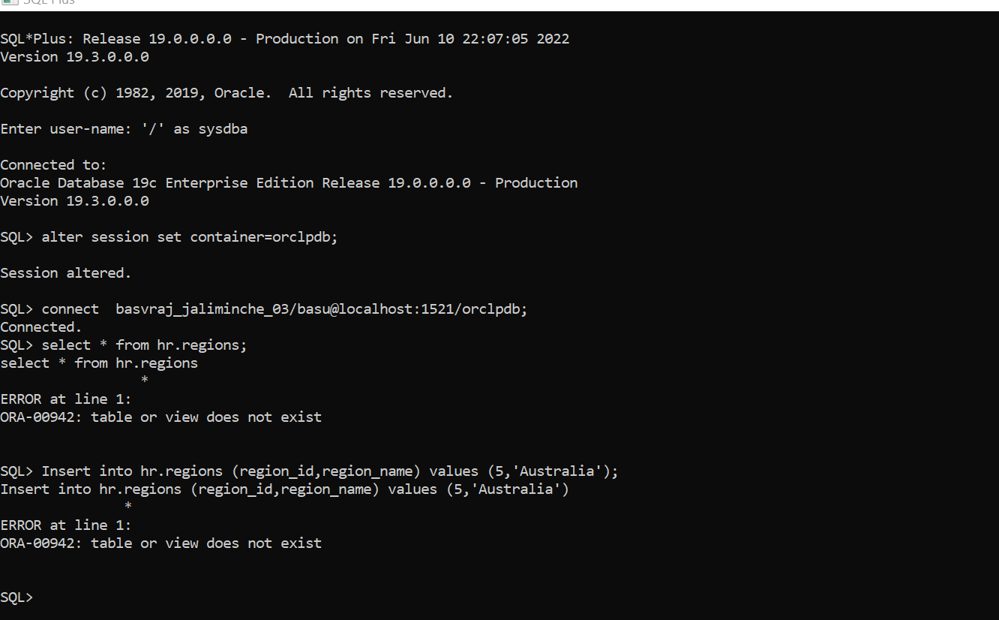 SQL Plus
SQL*Plus: Release 19.0.0.0.0 - Production on Fri Jun 10 22:07:05 2022
Version 19.3.0.0.0
Copyright (c) 1982, 2019, Oracle.  All rights reserved.
Enter user-name: '/' as sysdba
Connected to:
Oracle Database 19c Enterprise Edition Release 19.0.0.0.0 - Production
Version 19.3.0.0.0
SQL> alter session set container=orclpdb;
Session altered.
SQL> connect  basvraj_jaliminche_03/basu@localhost:1521/orclpdb;
Connected.
SQL> select * from hr.regions;
select * from hr.regions
*
ERROR at line 1:
ORA-00942: table or view does not exist
SQL> Insert into hr.regions (region_id,region_name) values (5,'Australia');
Insert into hr.regions (region_id,region_name) values (5,'Australia')
*
ERROR at line 1:
ORA-00942: table or view does not exist
SQL>